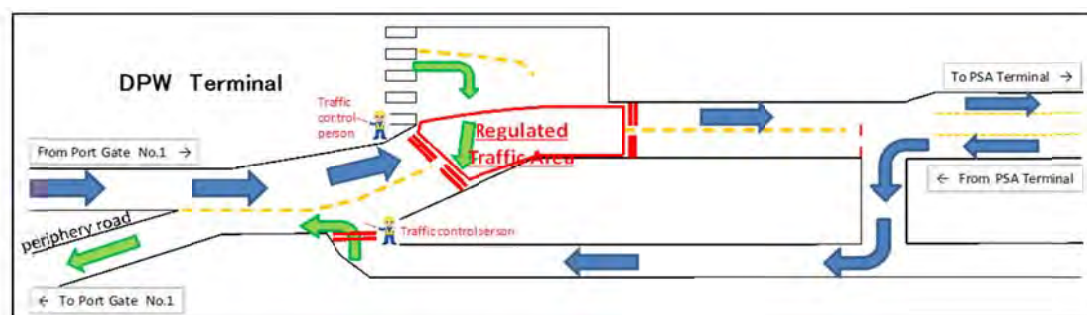 DPW Terminal
To PSA Terminal →
Traffic
control
person
Regulated
Traffic Area
From Port Gate No.1 →
← From PSA Terminal
periphery road
Traffic control person
← To Port Gate No.1